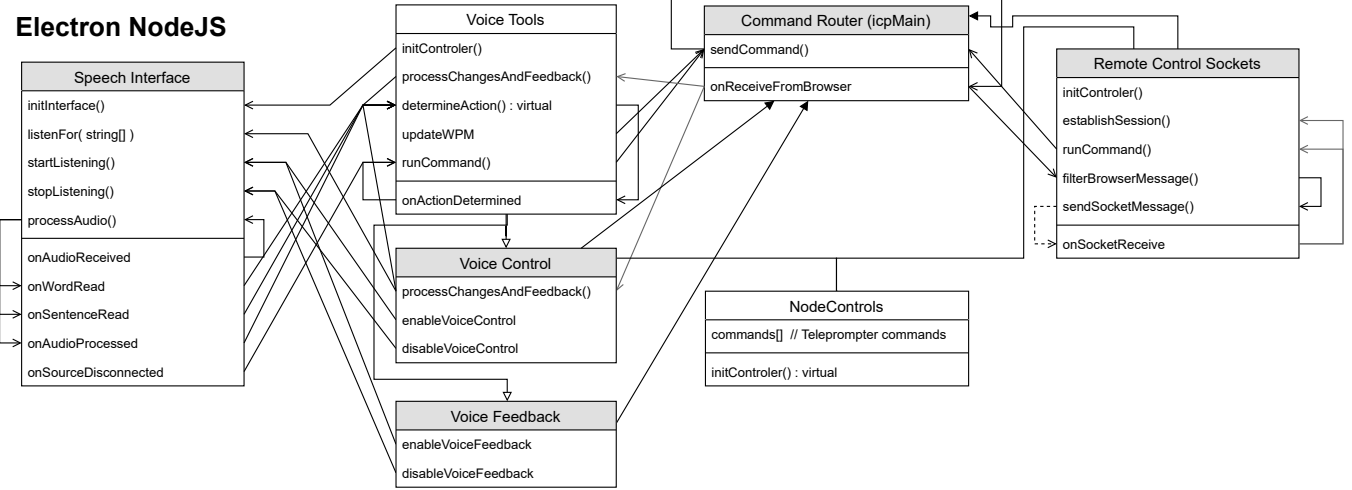 Electron NodeJS
Speech Interface
initInterface()
listenFor( string[] )
startListening()
stopListening()
processAudio()
onAudioReceived
onWordRead
onSentenceRead
onAudioProcessed
onSourceDisconnected
Voice Tools
initControler()
processChangesAndFeedback()
determineAction() : virtual
updateWPM
runCommand()
onActionDetermined
Voice Control
processChangesAndFeedback()
enableVoiceControl
disableVoiceControl
Voice Feedback
enableVoiceFeedback
disableVoiceFeedback
Command Router (icpMain)
sendCommand()
onReceiveFromBrowser
NodeControls
commands[] // Teleprompter commands
initControler() : virtual
Remote Control Sockets
initControler()
establishSession()
runCommand()
filterBrowserMessage()
sendSocketMessage()
onSocketReceive